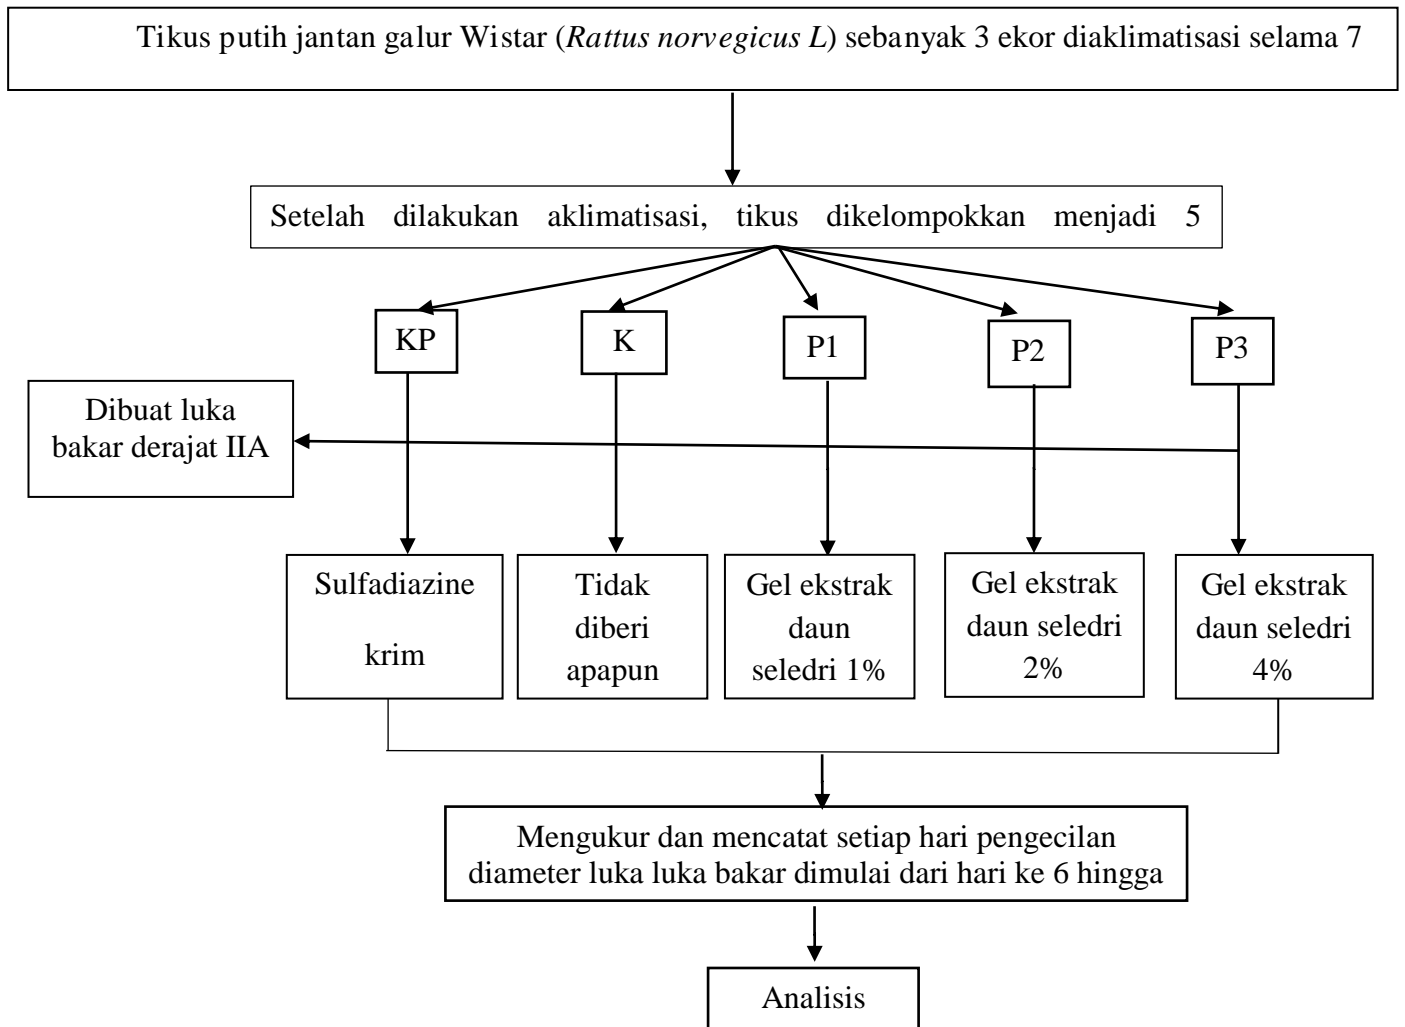 Tikus putih jantan galur Wistar (Rattus norvegicus L) sebanyak 3 ekor diaklimatisasi selama 7
Setelah dilakukan aklimatisasi, tikus dikelompokkan menjadi 5
KP
K
P1
P2
P3
Dibuat luka
bakar derajat IIA
Sulfadiazine
krim
Tidak
diberi
apapun
Gel ekstrak
daun
seledri 1%
Gel ekstrak
daun seledri
2%
Gel ekstrak
daun seledri
4%
Mengukur dan mencatat setiap hari pengecilan
diameter luka luka bakar dimulai dari hari ke 6 hingga
Analisis